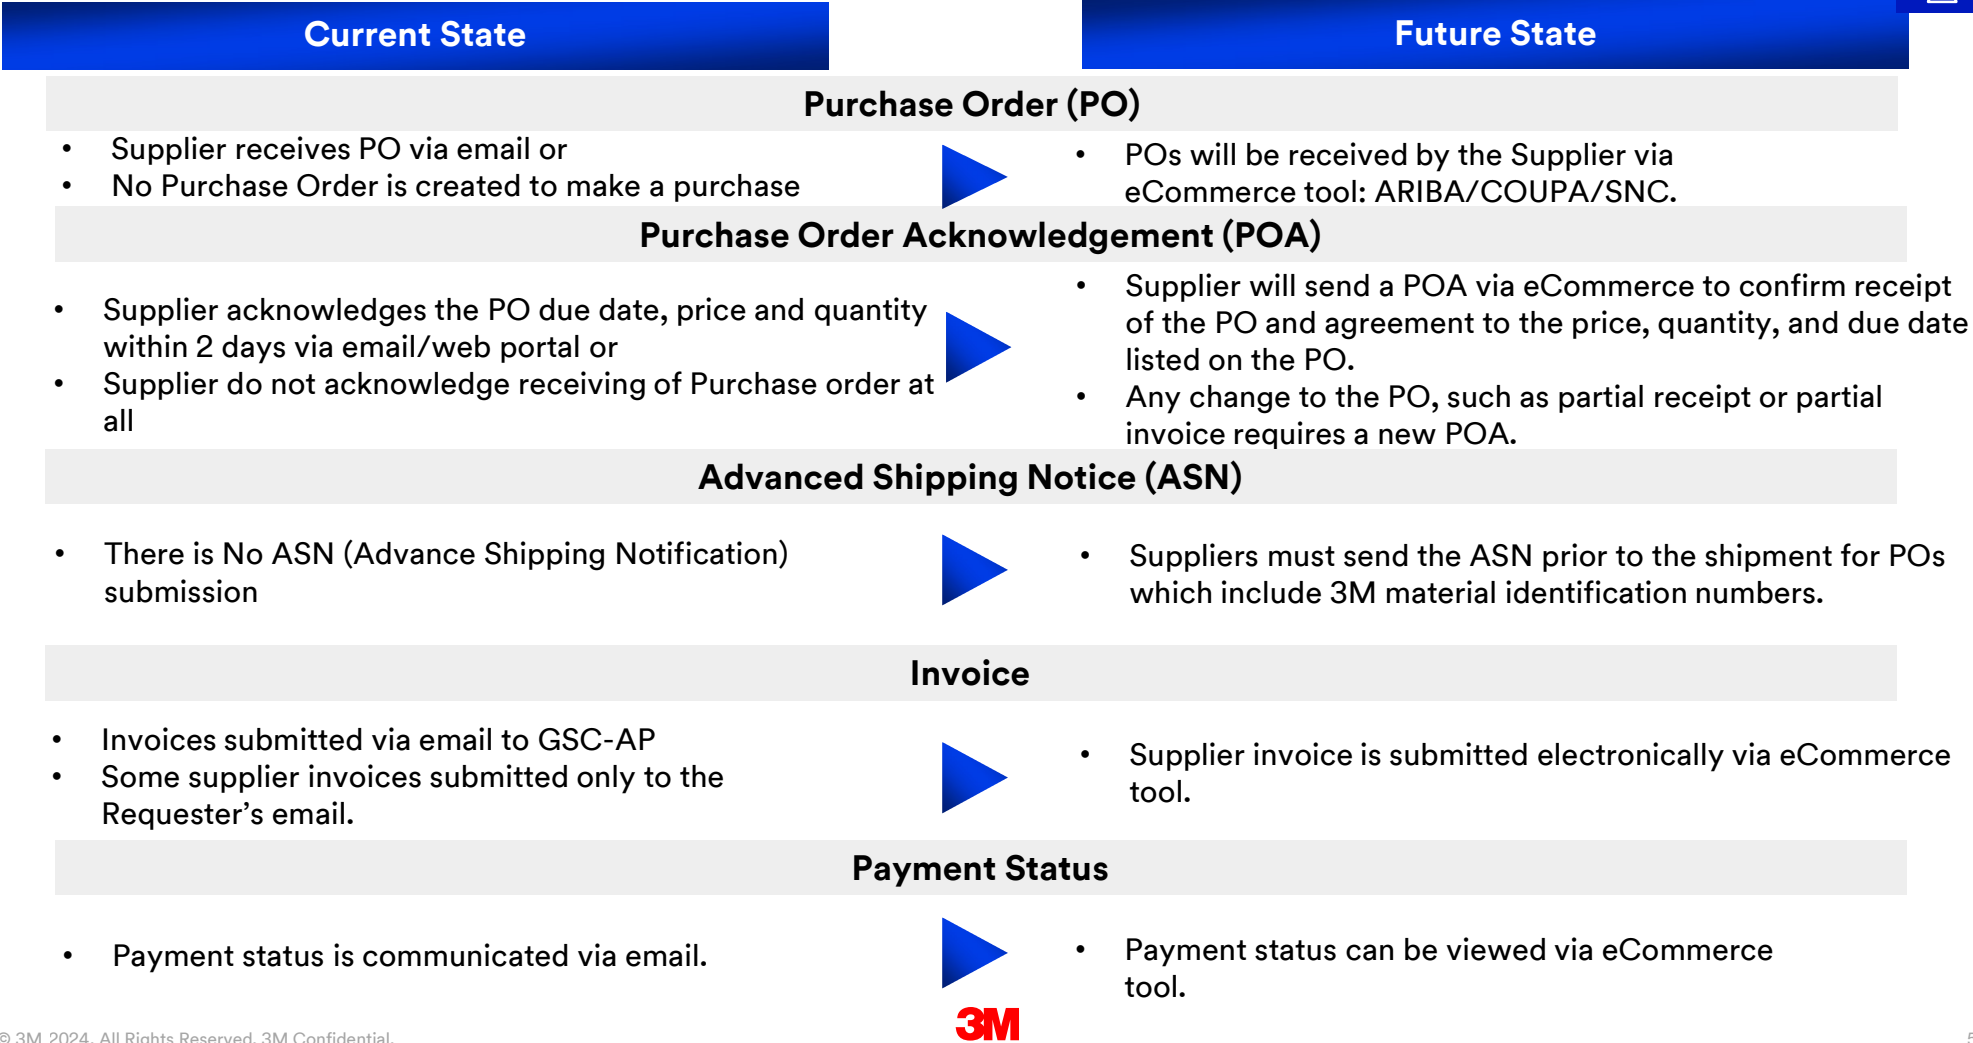 Current State
Future State
Purchase Order (PO)
• Supplier receives PO via email or
• No Purchase Order is created to make a purchase
• POs will be received by the Supplier via
eCommerce tool: ARIBA/COUPA/SNC.
Purchase Order Acknowledgement (POA)
• Supplier acknowledges the PO due date, price and quantity
within 2 days via email/web portal or
• Supplier do not acknowledge receiving of Purchase order at
all
• Supplier will send a POA via eCommerce to confirm receipt
of the PO and agreement to the price, quantity, and due date
listed on the PO.
• Any change to the PO, such as partial receipt or partial
invoice requires a new POA.
Advanced Shipping Notice (ASN)
• There is No ASN (Advance Shipping Notification)
submission
• Suppliers must send the ASN prior to the shipment for POs
which include 3M material identification numbers.
Invoice
• Invoices submitted via email to GSC-AP
• Some supplier invoices submitted only to the
Requester’s email.
• Supplier invoice is submitted electronically via eCommerce
tool.
Payment Status
• Payment status is communicated via email.
• Payment status can be viewed via eCommerce
tool.
3M
© 3M 2024. All Rights Reserved. 3M Confidential.
5